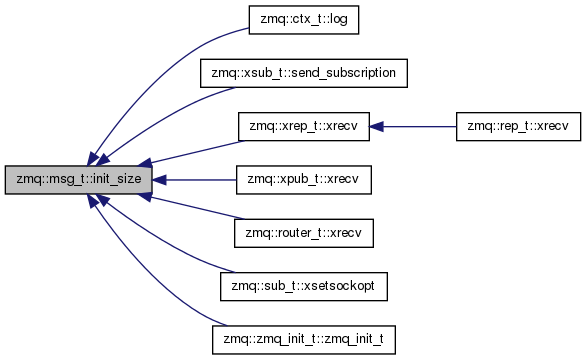 zmq::ctx_t::log
zmq::xsub_t::send_subscription
zmq::xrep_t::xrecv
zmq::rep_t::xrecv
zmq::msg_t::init_size
zmq::xpub_t::xrecv
zmq::router_t::xrecv
zmq::sub_t::xsetsockopt
zmq::zmq_init_t::zmq_init_t